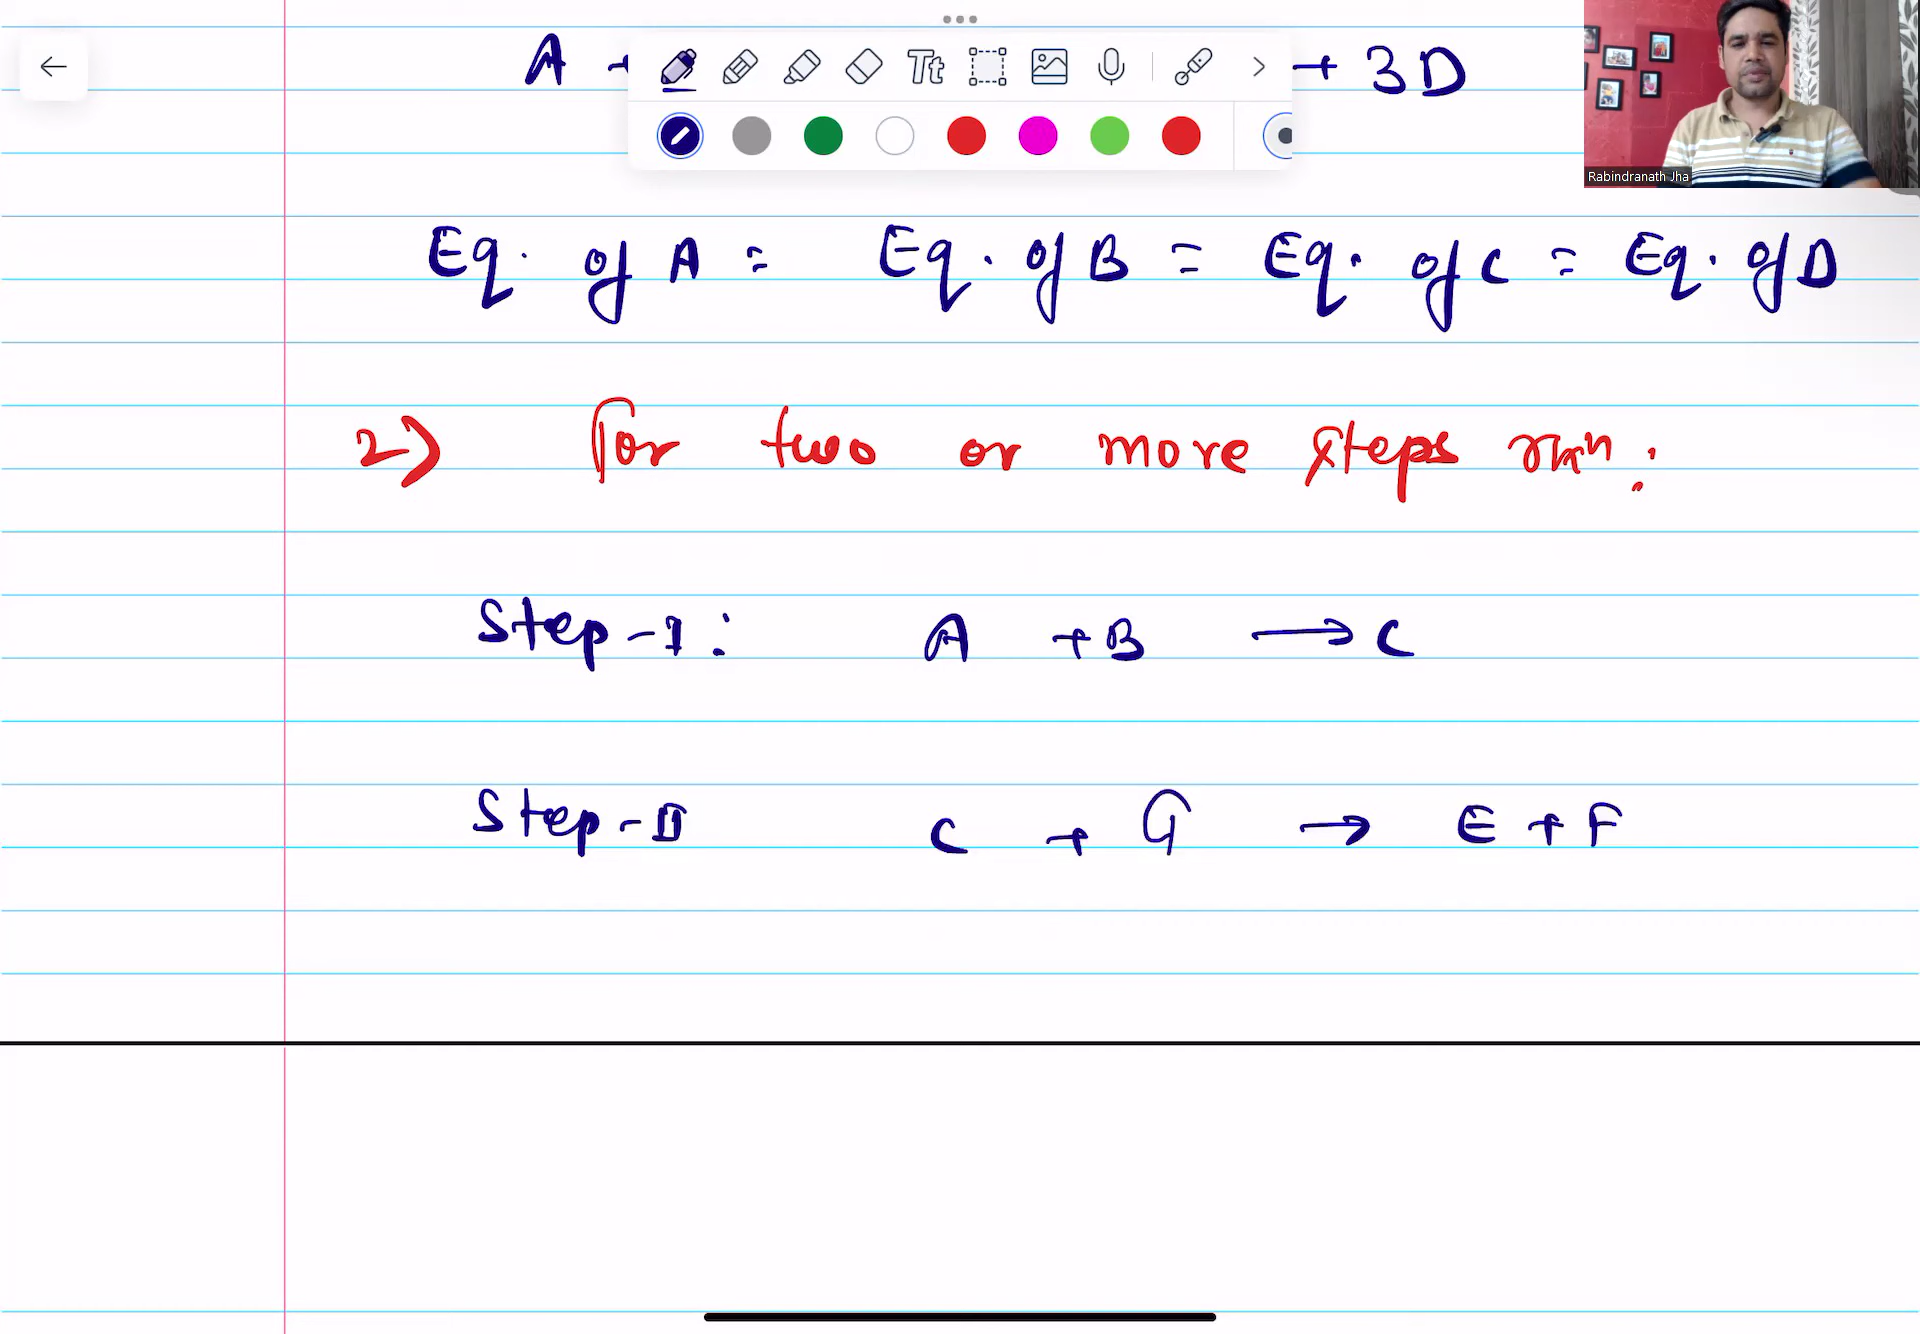 A + + 3D
Tt
Rabindranath Jha
Eq. of A = Eq. of B = Eq. of C = Eq. of D
2) For two or more steps rxn :
Step-I : A + B → C
Step-II C + G → E + F